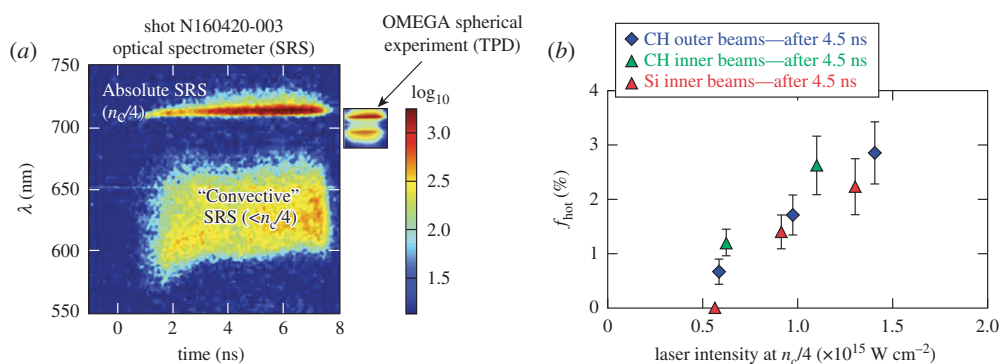 shot N160420-003
optical spectrometer (SRS)
OMEGA spherical
experiment (TPD)
(a)
750
700
650
600
550
λ (nm)
Absolute SRS
(nc/4)
“Convective”
SRS (<nc/4)
0
2
4
6
8
time (ns)
log10
3.0
2.5
2.0
1.5
(b)
CH outer beams—after 4.5 ns
CH inner beams—after 4.5 ns
Si inner beams—after 4.5 ns
4
3
2
1
0
fhot (%)
0
0.5
1.0
1.5
2.0
laser intensity at nc/4 (×10¹⁵ W cm⁻²)